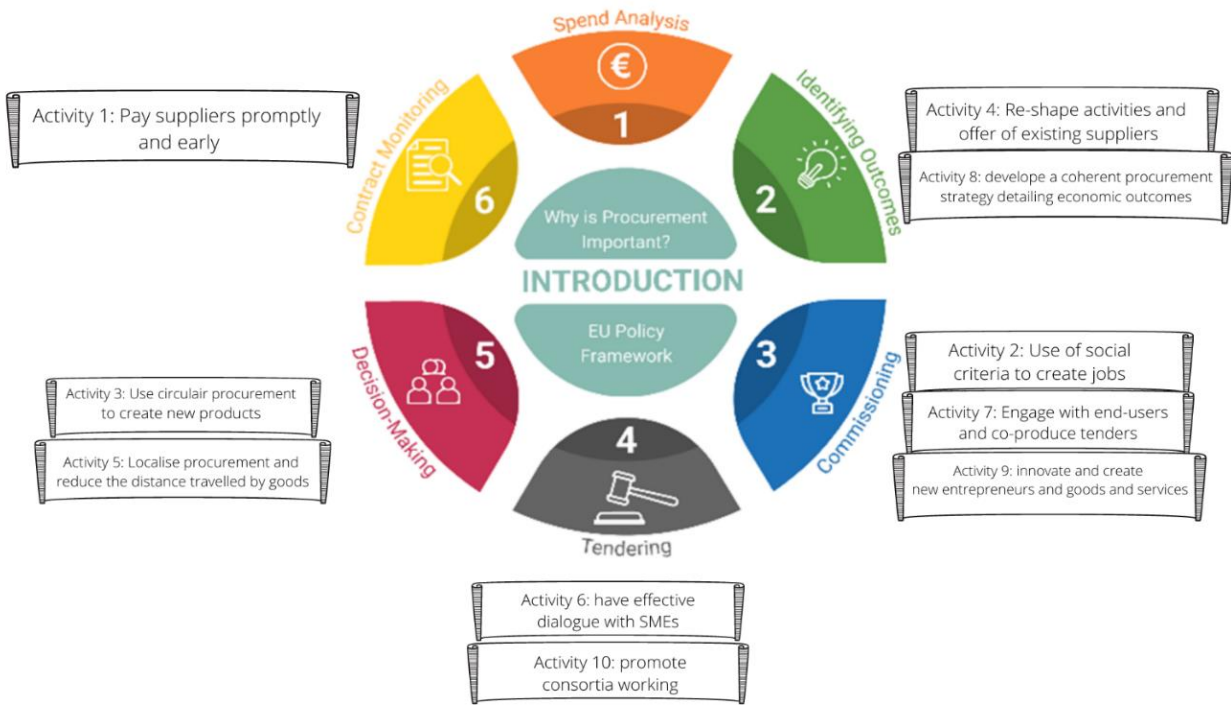 Spend Analysis
€
1
Identifying Outcomes
2
Commissioning
3
4
Tendering
Decision-Making
5
Contract Monitoring
6
Why is Procurement
Important?
INTRODUCTION
EU Policy
Framework
Activity 1: Pay suppliers promptly
and early
Activity 4: Re-shape activities and
offer of existing suppliers
Activity 8: develope a coherent procurement
strategy detailing economic outcomes
Activity 2: Use of social
criteria to create jobs
Activity 7: Engage with end-users
and co-produce tenders
Activity 9: innovate and create
new entrepreneurs and goods and services
Activity 3: Use circulair procurement
to create new products
Activity 5: Localise procurement and
reduce the distance travelled by goods
Activity 6: have effective
dialogue with SMEs
Activity 10: promote
consortia working